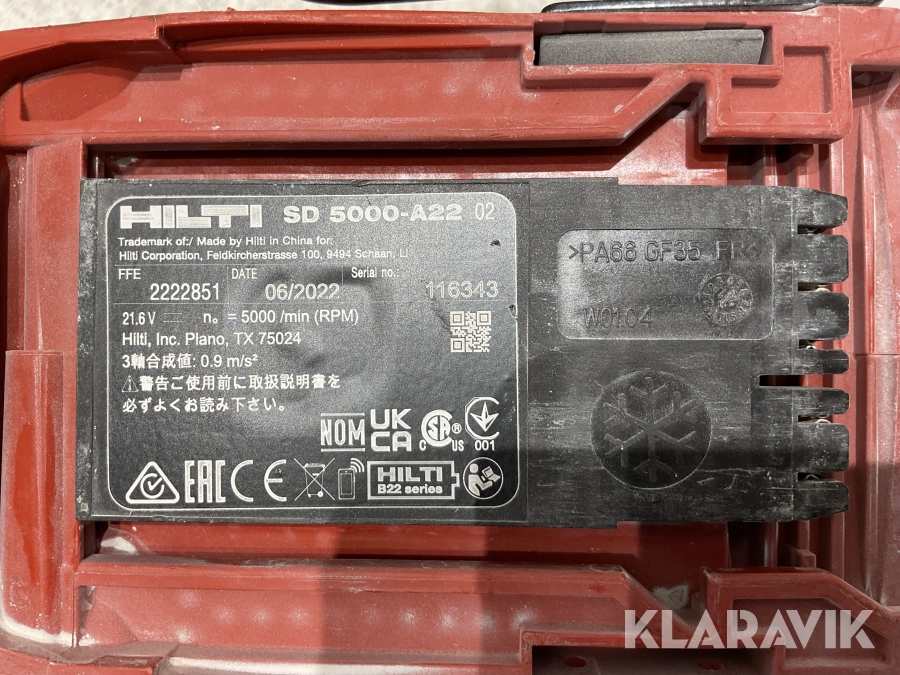 HILTI SD 5000-A22 02
Trademark of:/ Made by Hilti in China for:
Hilti Corporation, Feldkircherstrasse 100, 9494 Schaan, LI
FFE DATE Serial no.:
2222851 06/2022 116343
21.6 V ⎓ n₀ = 5000 /min (RPM)
Hilti, Inc. Plano, TX 75024
3軸合成値: 0.9 m/s²
⚠警告ご使用前に取扱説明書を
必ずよくお読み下さい。
NOM UK CA CSA ® C US 001
EAC CE HILTI
B22 series
>PA66 GF35 FR<
W0104
KLARAVIK